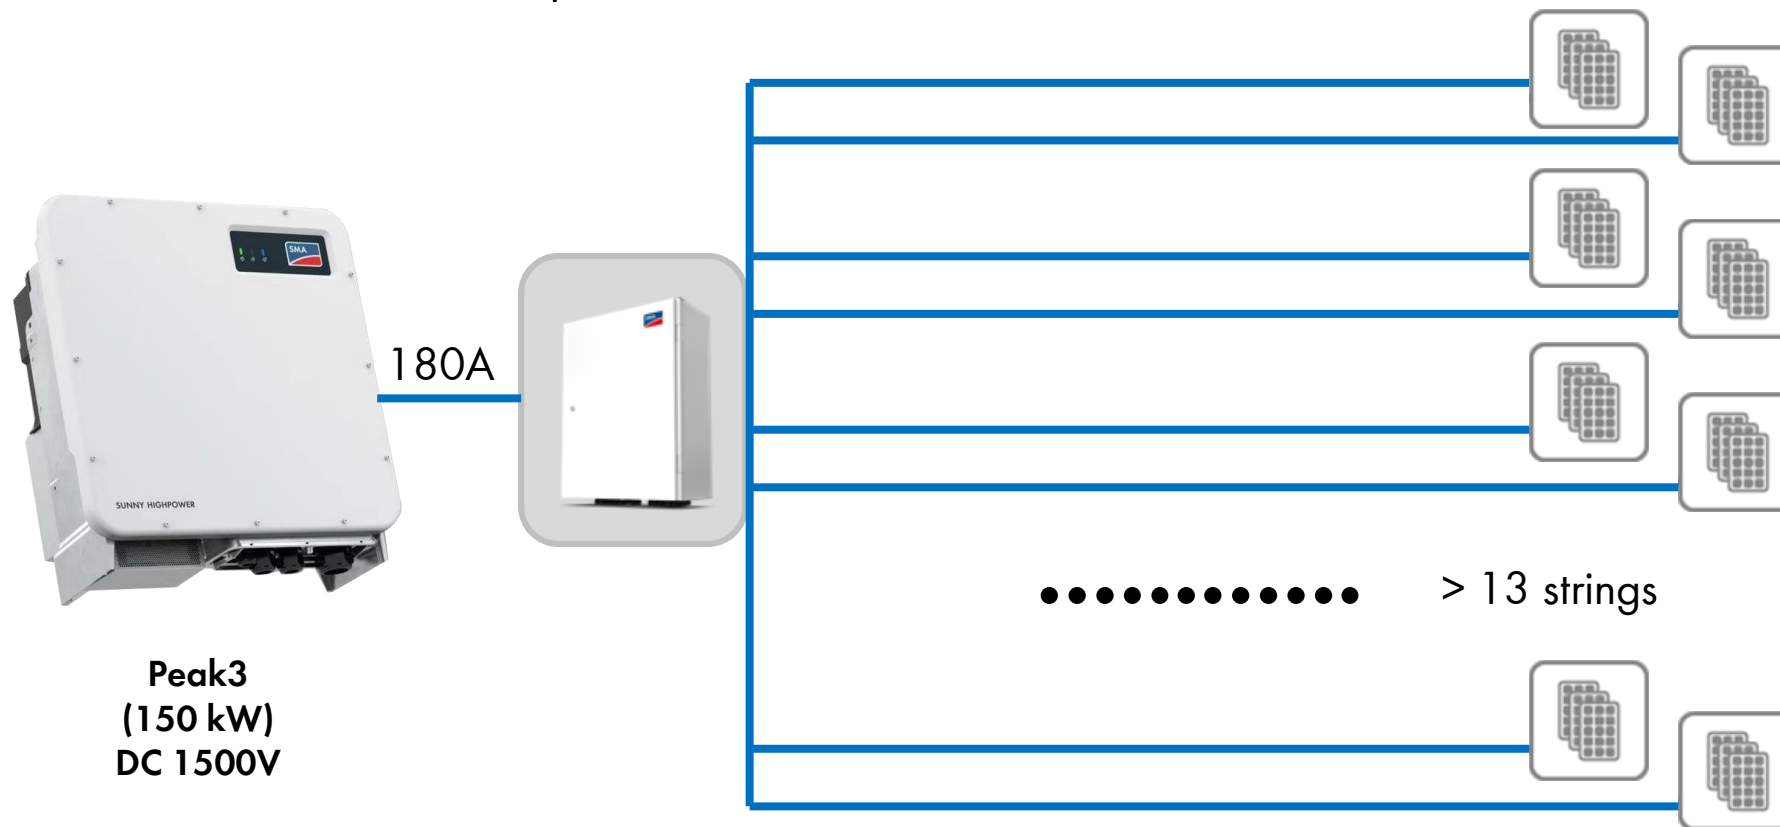 SMA
180A
SUNNY HIGHPOWER
> 13 strings
Peak3
(150 kW)
DC 1500V